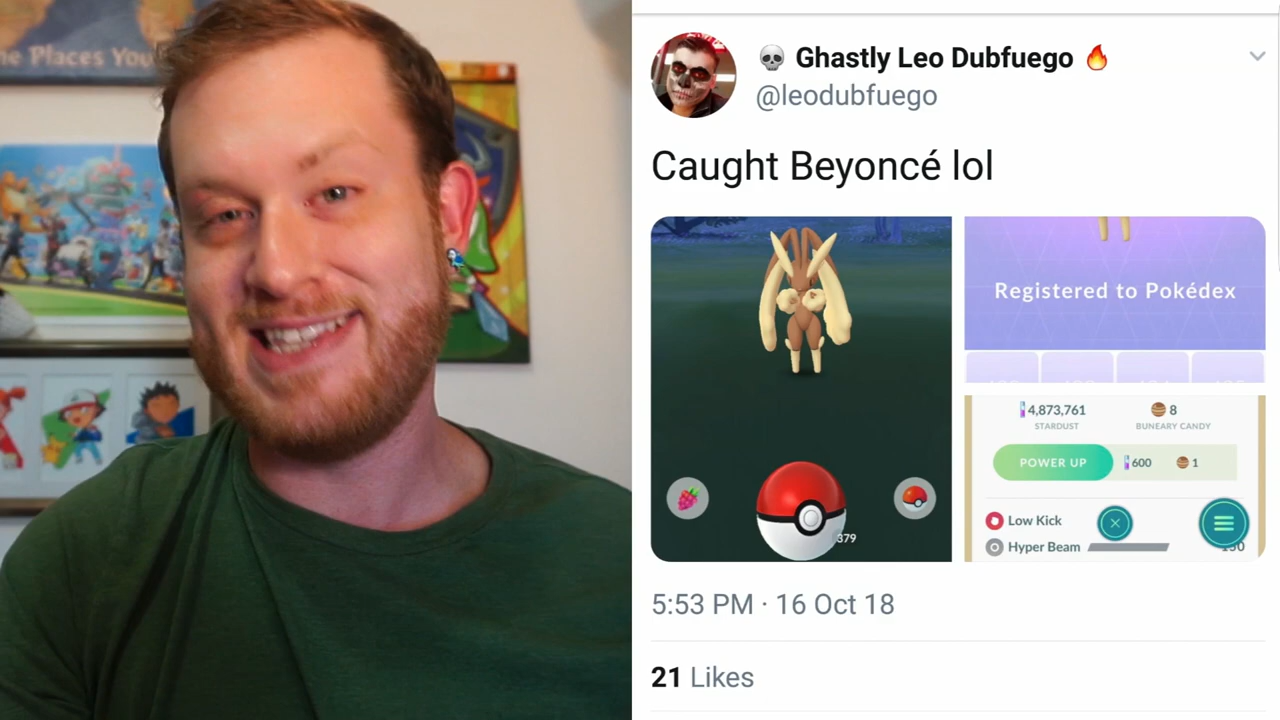 he Places You
Ghastly Leo Dubfuego
@leodubfuego
Caught Beyoncé lol
Registered to Pokédex
4,873,761
STARDUST
8
BUNEARY CANDY
POWER UP
600
1
Low Kick
Hyper Beam
150
379
5:53 PM · 16 Oct 18
21 Likes